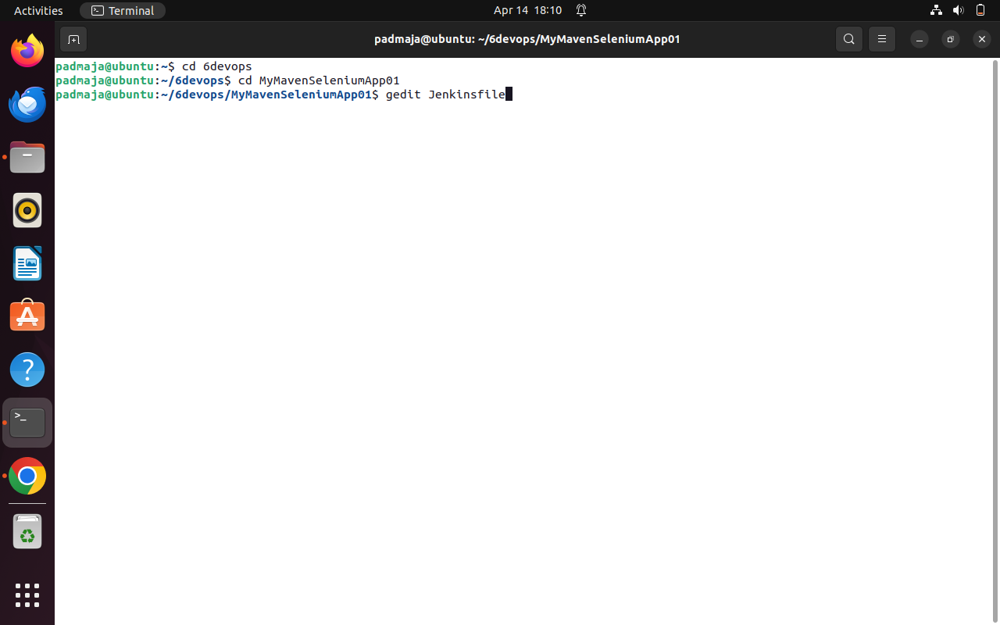 Activities
Terminal
Apr 14 18:10
padmaja@ubuntu: ~/6devops/MyMavenSeleniumApp01
padmaja@ubuntu:~$ cd 6devops
padmaja@ubuntu:~/6devops$ cd MyMavenSeleniumApp01
padmaja@ubuntu:~/6devops/MyMavenSeleniumApp01$ gedit Jenkinsfile